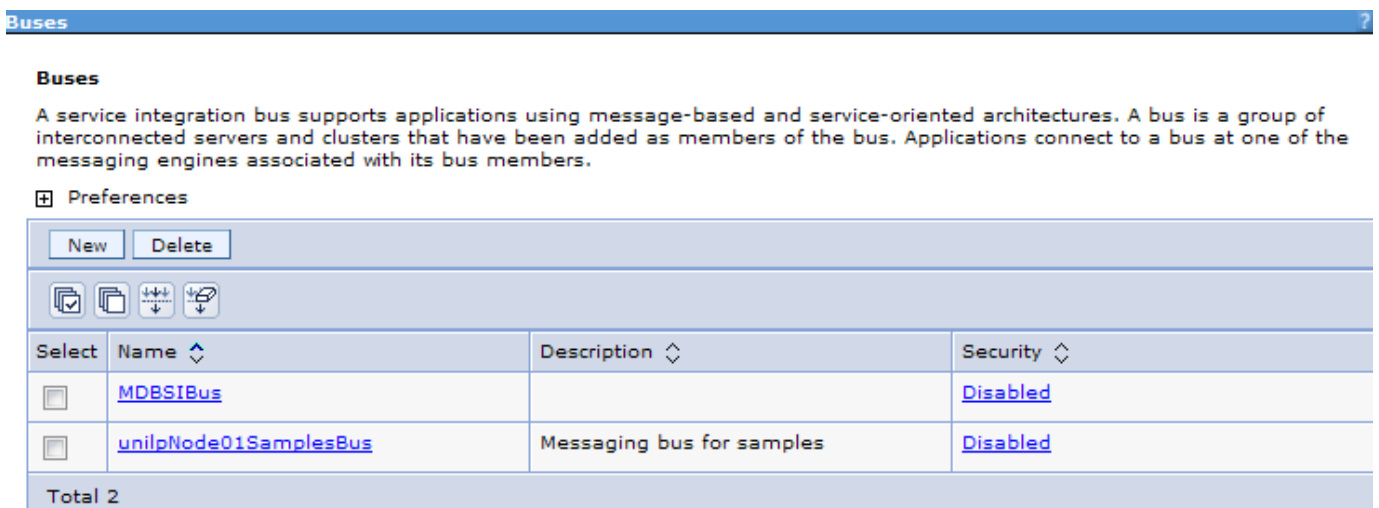 Buses ?
Buses
A service integration bus supports applications using message-based and service-oriented architectures. A bus is a group of
interconnected servers and clusters that have been added as members of the bus. Applications connect to a bus at one of the
messaging engines associated with its bus members.
Preferences
New Delete
Select Name Description Security
MDBSIBus Disabled
unilpNode01SamplesBus Messaging bus for samples Disabled
Total 2